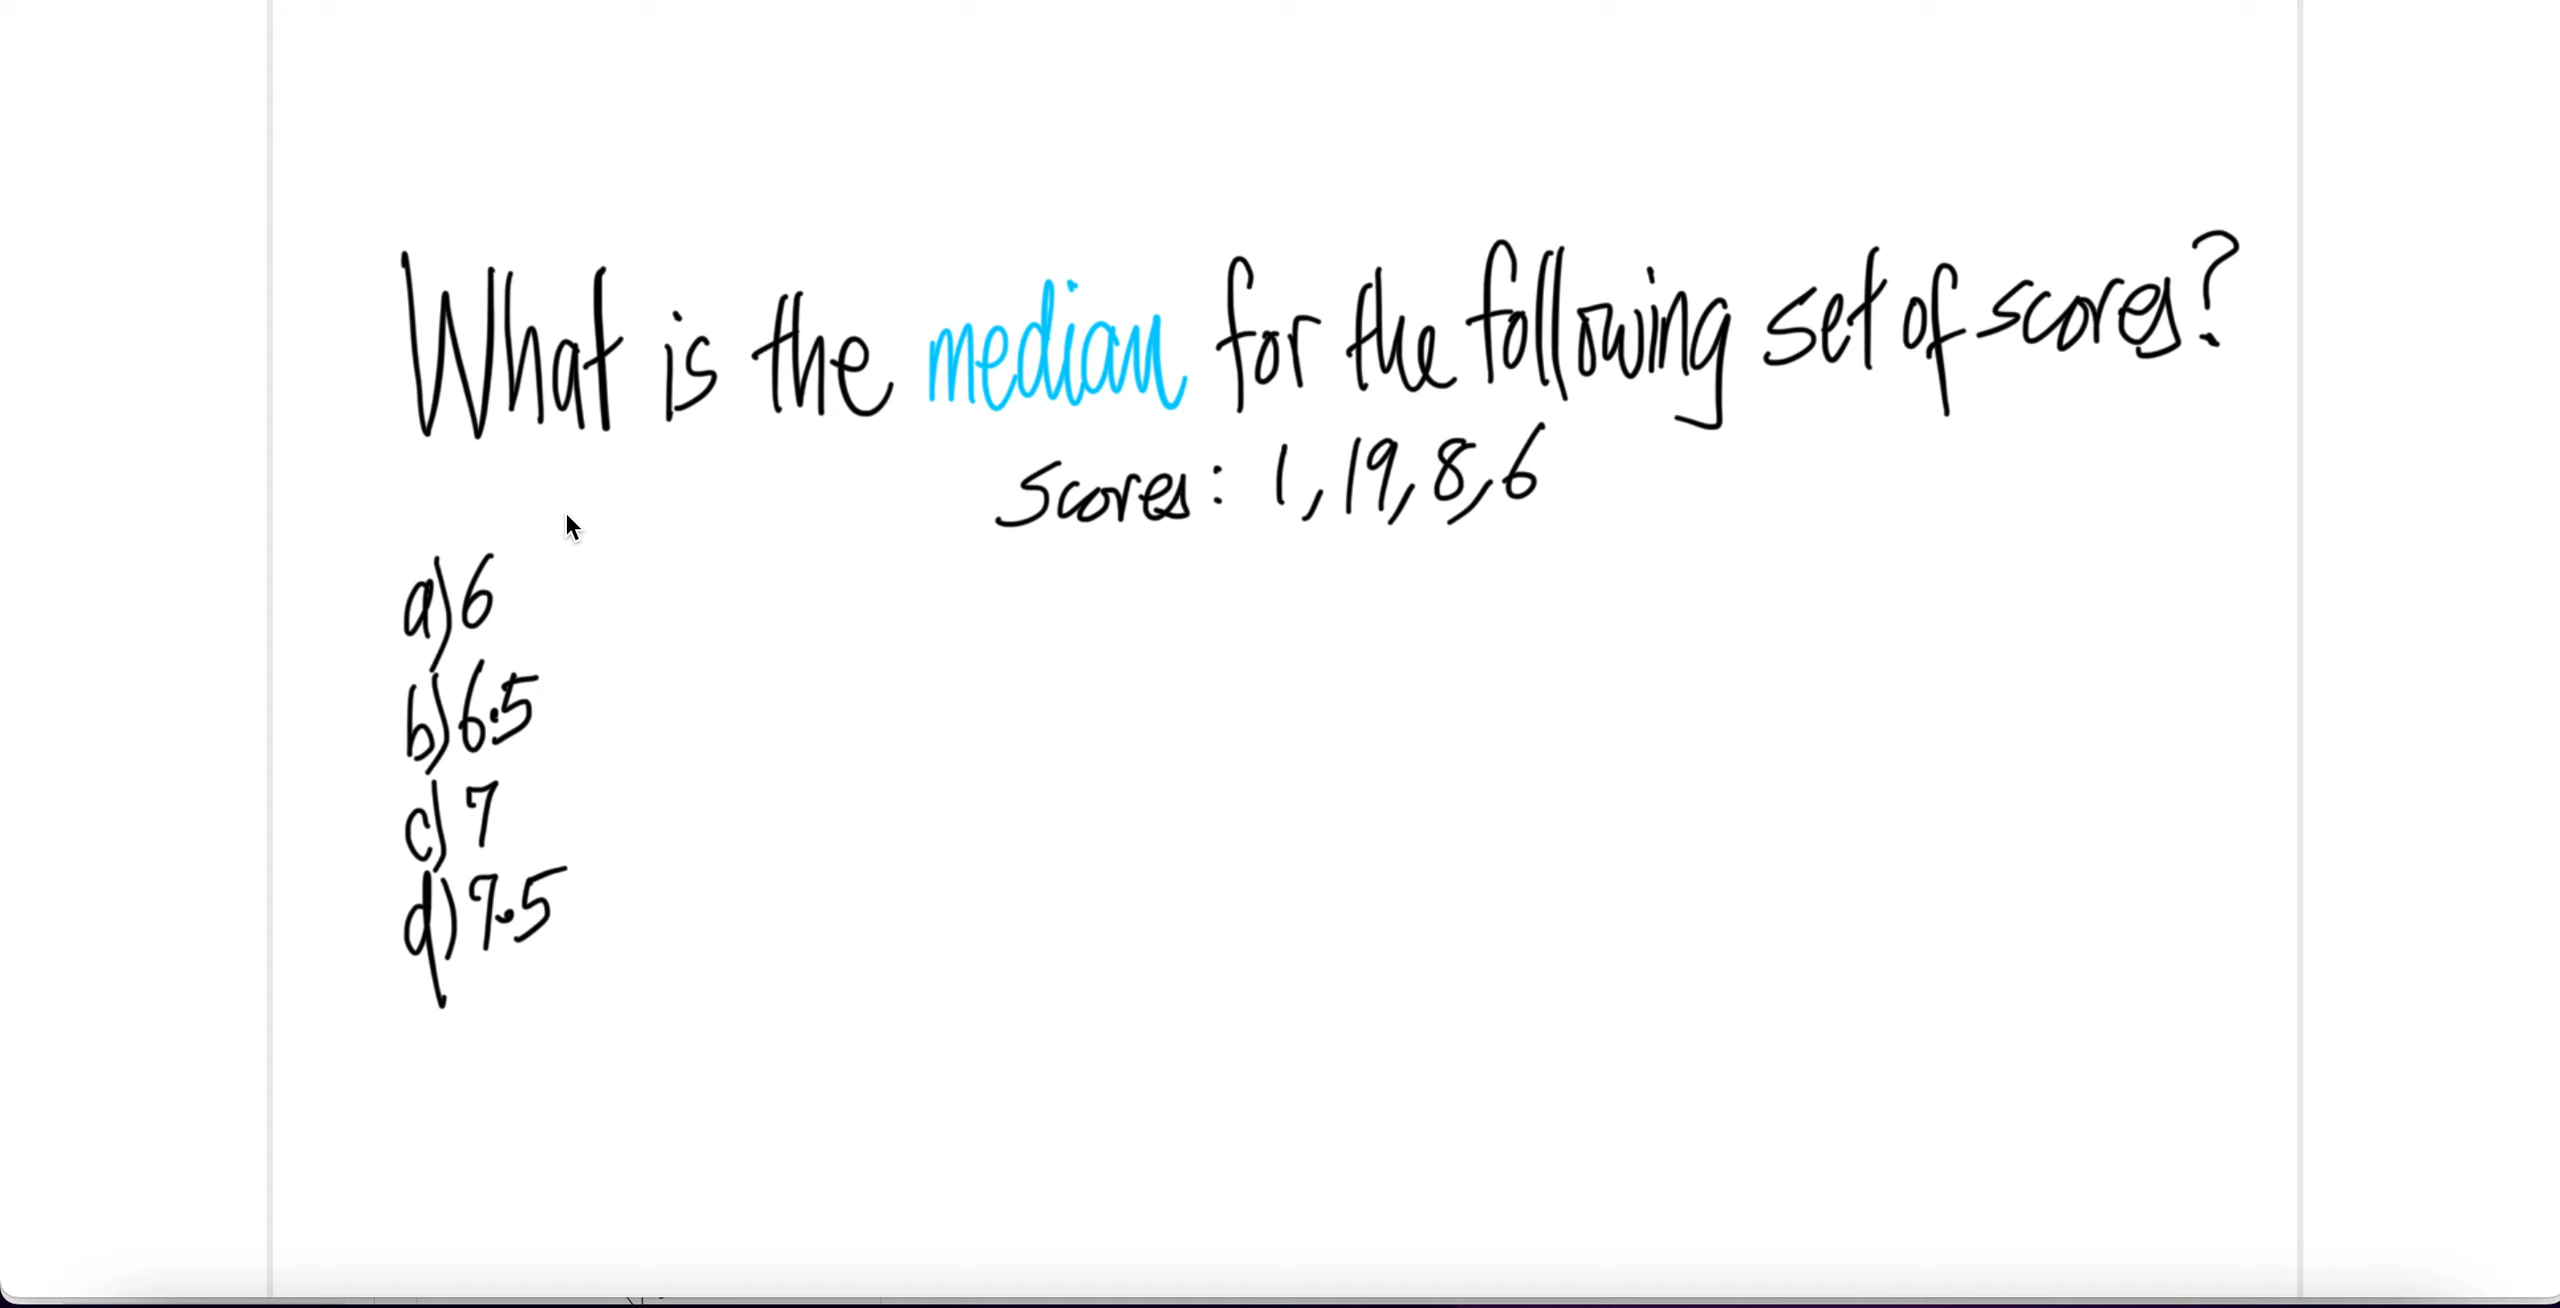 What is the median for the following set of scores?
scores: 1, 19, 8, 6
a) 6
b) 6.5
c) 7
d) 7.5